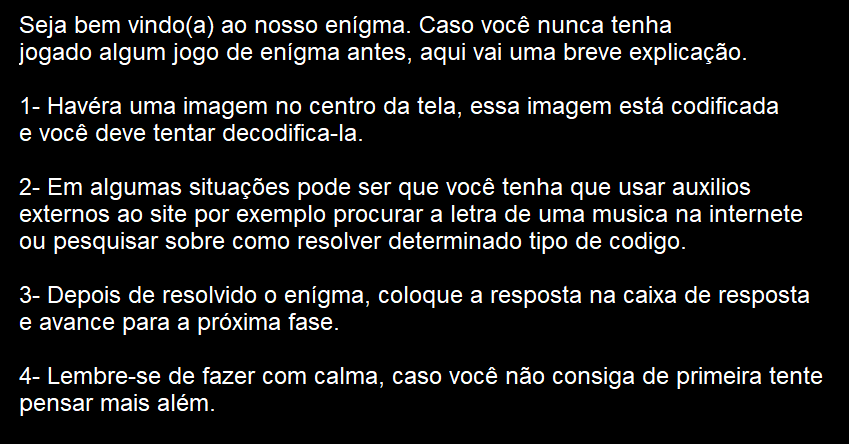 Seja bem vindo(a) ao nosso enígma. Caso você nunca tenha
jogado algum jogo de enígma antes, aqui vai uma breve explicação.
1- Havéra uma imagem no centro da tela, essa imagem está codificada
e você deve tentar decodifica-la.
2- Em algumas situações pode ser que você tenha que usar auxilios
externos ao site por exemplo procurar a letra de uma musica na internete
ou pesquisar sobre como resolver determinado tipo de codigo.
3- Depois de resolvido o enígma, coloque a resposta na caixa de resposta
e avance para a próxima fase.
4- Lembre-se de fazer com calma, caso você não consiga de primeira tente
pensar mais além.